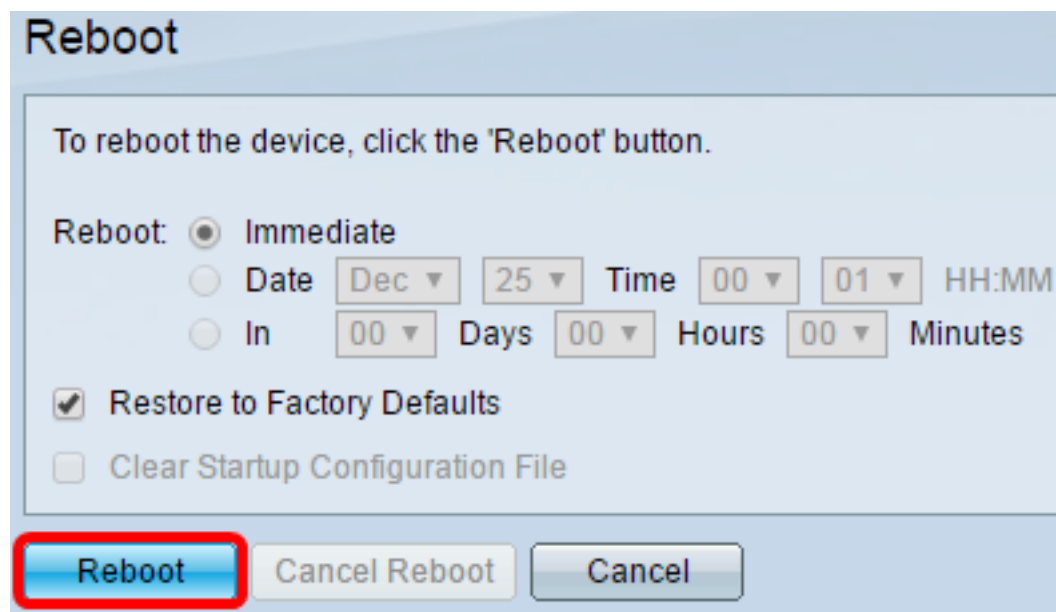 Reboot
To reboot the device, click the 'Reboot' button.
Reboot: Immediate
Date Dec 25 Time 00 01 HH:MM
In 00 Days 00 Hours 00 Minutes
Restore to Factory Defaults
Clear Startup Configuration File
Reboot Cancel Reboot Cancel